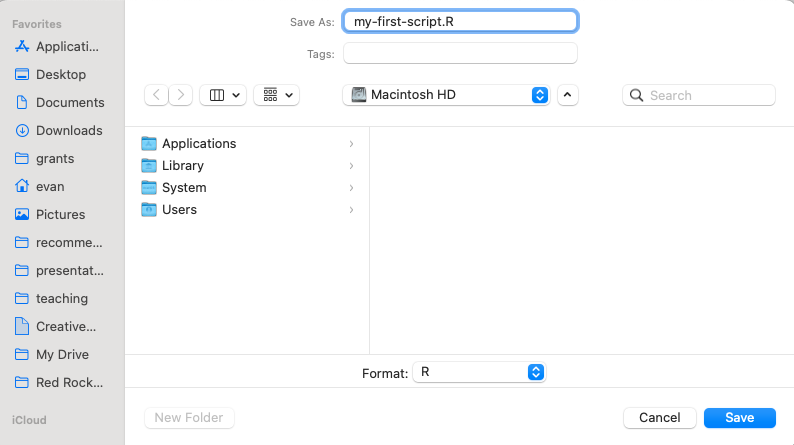 Favorites
Applicati...
Desktop
Documents
Downloads
grants
evan
Pictures
recomme...
presentat...
teaching
Creative...
My Drive
Red Rock...
iCloud
Save As: my-first-script.R
Tags:
Macintosh HD
Search
Applications
Library
System
Users
Format: R
New Folder
Cancel
Save